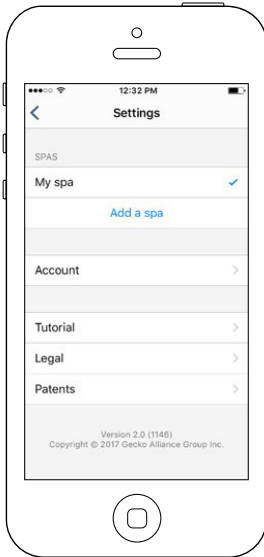 12:32 PM
Settings
SPAS
My spa
Add a spa
Account
Tutorial
Legal
Patents
Version 2.0 (1146)
Copyright © 2017 Gecko Alliance Group Inc.